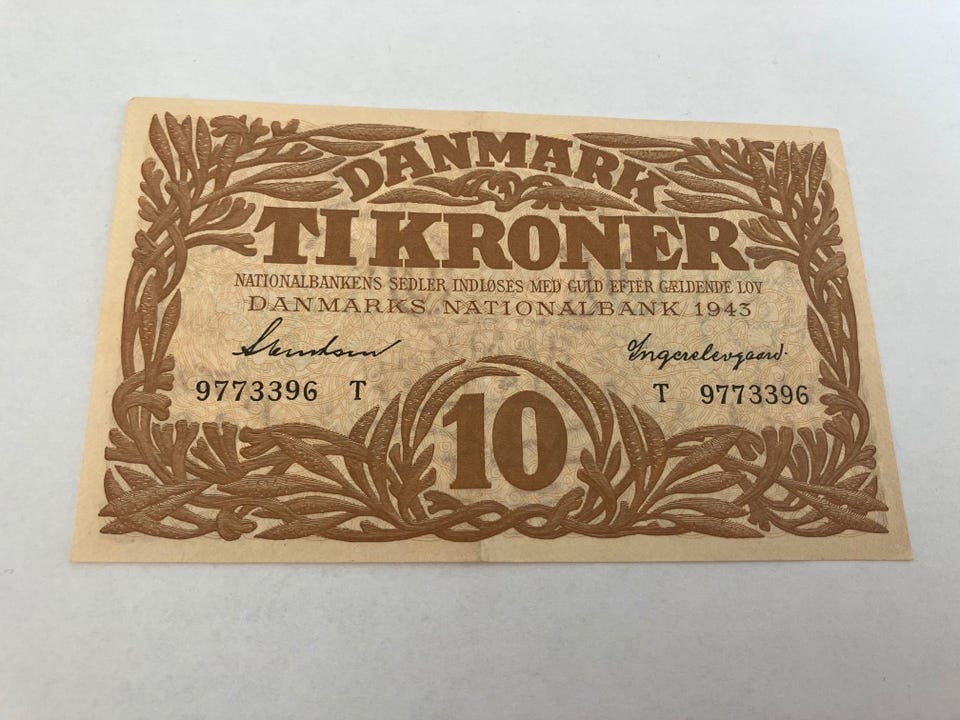 DANMARK
TI KRONER
NATIONALBANKENS SEDLER INDLØSES MED GULD EFTER GÆLDENDE LOV
DANMARKS NATIONALBANK 1943
9773396 T T 9773396
10